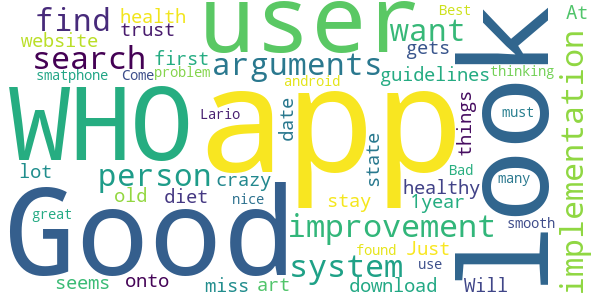 user
find
health
trust
website
first
search
arguments
want
gets
guidelines
Best
At
look
thinking
must
many
smooth
implementation
smatphone
Come
problem
android
WHO
app
Lario
date
state
things
Bad
lot
person
crazy
old
diet
healthy
1year
stay
great
nice
Good
improvement
found
Just
use
system
seems
onto
miss
art
download
Will